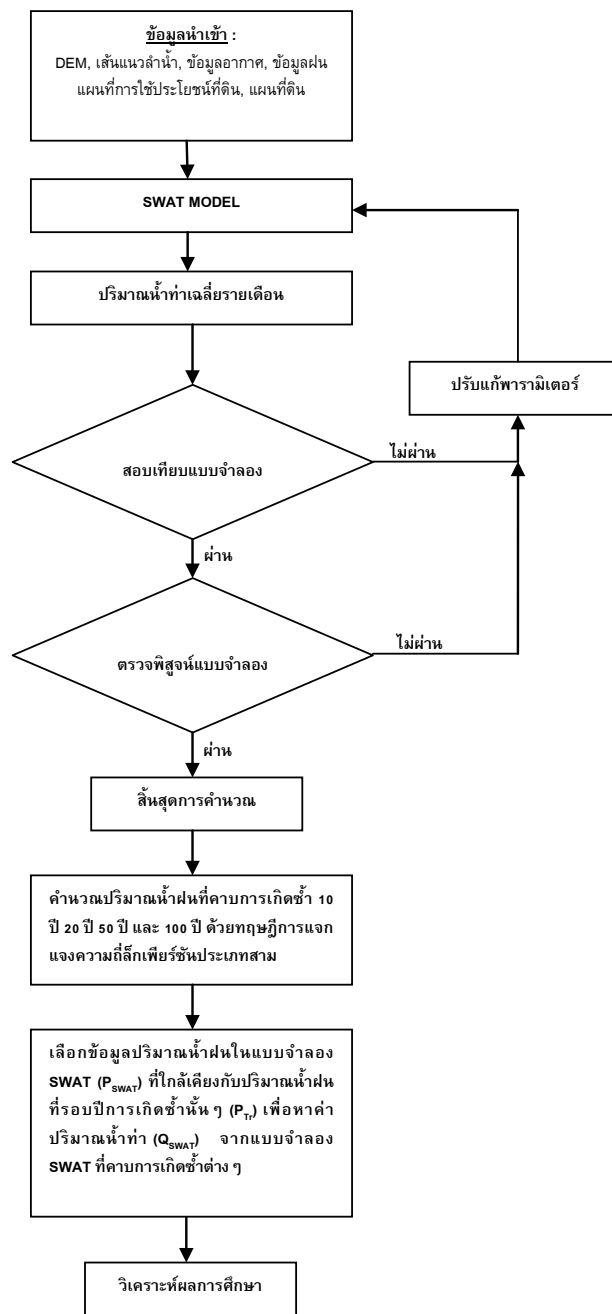 ข้อมูลนำเข้า :
DEM, เส้นแนวลำน้ำ, ข้อมูลอากาศ, ข้อมูลฝน
แผนที่การใช้ประโยชน์ที่ดิน, แผนที่ดิน
SWAT MODEL
ปริมาณน้ำท่าเฉลี่ยรายเดือน
ปรับแก้พารามิเตอร์
สอบเทียบแบบจำลอง
ไม่ผ่าน
ผ่าน
ตรวจพิสูจน์แบบจำลอง
ไม่ผ่าน
ผ่าน
สิ้นสุดการคำนวณ
คำนวณปริมาณน้ำฝนที่คาบการเกิดซ้ำ 10
ปี 20 ปี 50 ปี และ 100 ปี ด้วยทฤษฎีการแจก
แจงความถี่ล็กเพียร์ซันประเภทสาม
เลือกข้อมูลปริมาณน้ำฝนในแบบจำลอง
SWAT (P_SWAT) ที่ใกล้เคียงกับปริมาณน้ำฝน
ที่รอบปีการเกิดซ้ำนั้น ๆ (P_Tr) เพื่อหาค่า
ปริมาณน้ำท่า (Q_SWAT) จากแบบจำลอง
SWAT ที่คาบการเกิดซ้ำต่าง ๆ
วิเคราะห์ผลการศึกษา